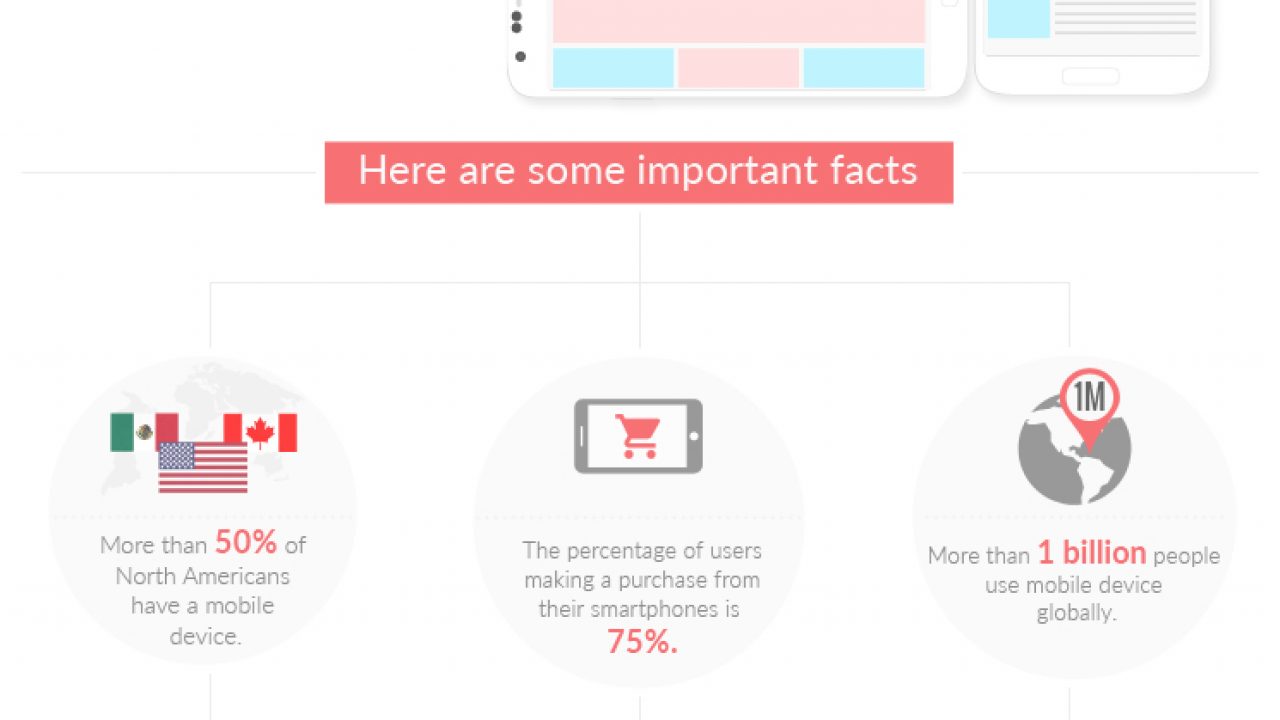 Here are some important facts
1M
More than 50% of
North Americans
have a mobile
device.
The percentage of users
making a purchase from
their smartphones is
75%.
More than 1 billion people
use mobile device
globally.